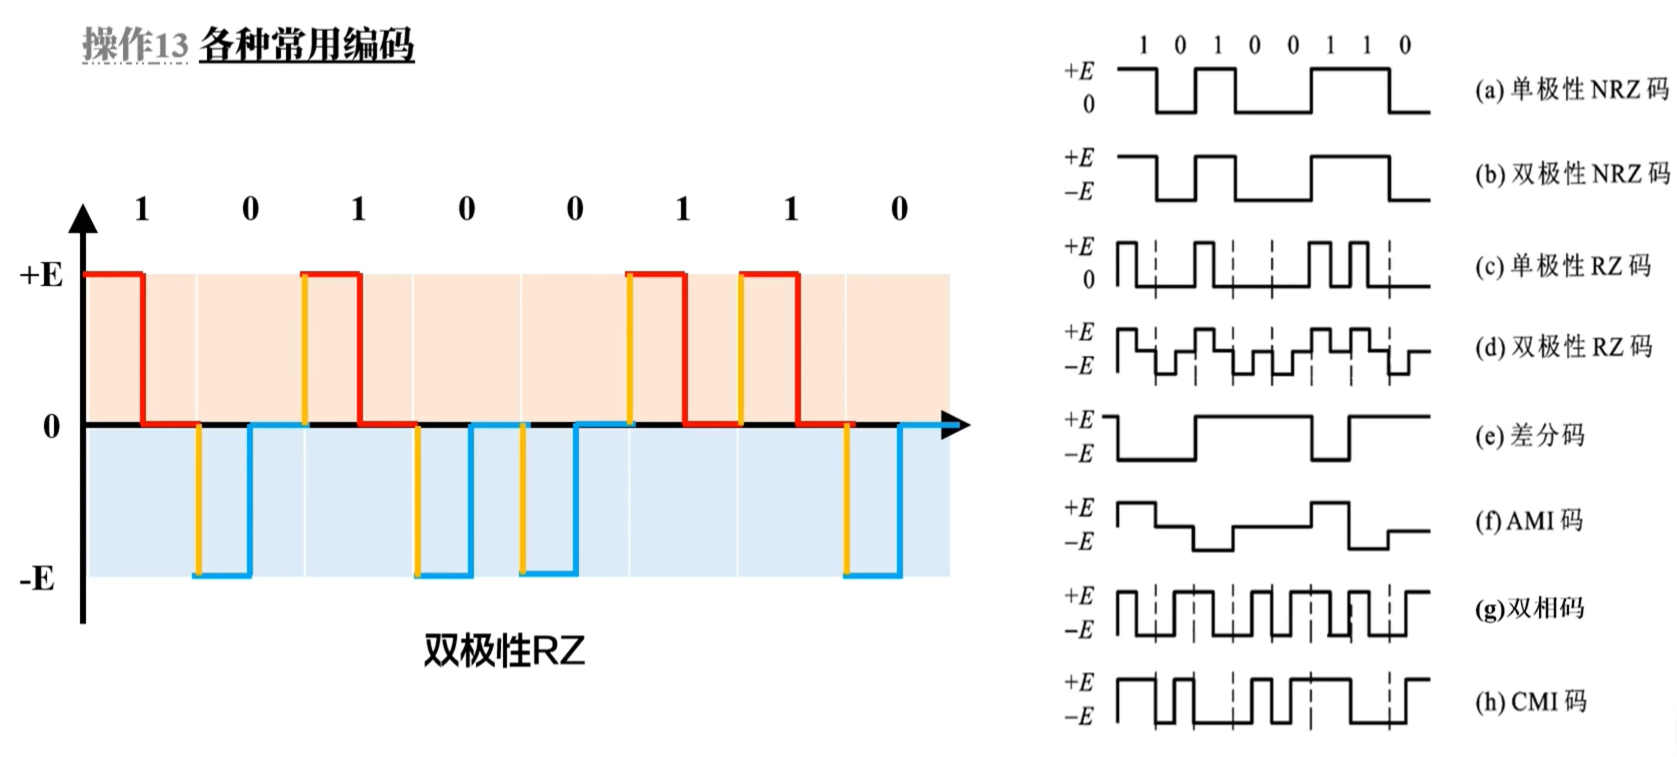 操作13 各种常用编码
1 0 1 0 0 1 1 0
+E
0
-E
双极性RZ
1 0 1 0 0 1 1 0
+E
0
(a) 单极性 NRZ 码
+E
−E
(b) 双极性 NRZ 码
+E
0
(c) 单极性 RZ 码
+E
−E
(d) 双极性 RZ 码
+E
−E
(e) 差分码
+E
−E
(f) AMI 码
+E
−E
(g)双相码
+E
−E
(h) CMI 码